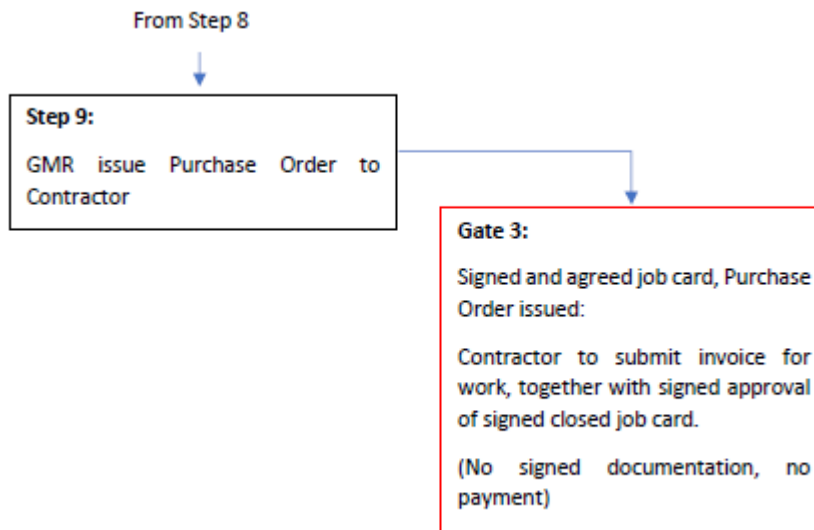 From Step 8
Step 9:
GMR issue Purchase Order to
Contractor
Gate 3:
Signed and agreed job card, Purchase
Order issued:
Contractor to submit invoice for
work, together with signed approval
of signed closed job card.
(No signed documentation, no
payment)